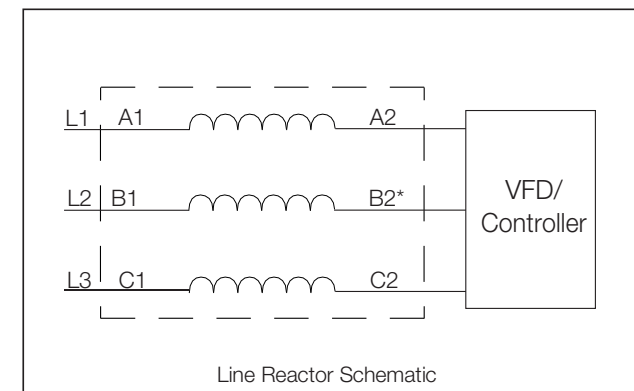 L1 A1 A2
L2 B1 B2*
VFD/
Controller
L3 C1 C2
Line Reactor Schematic